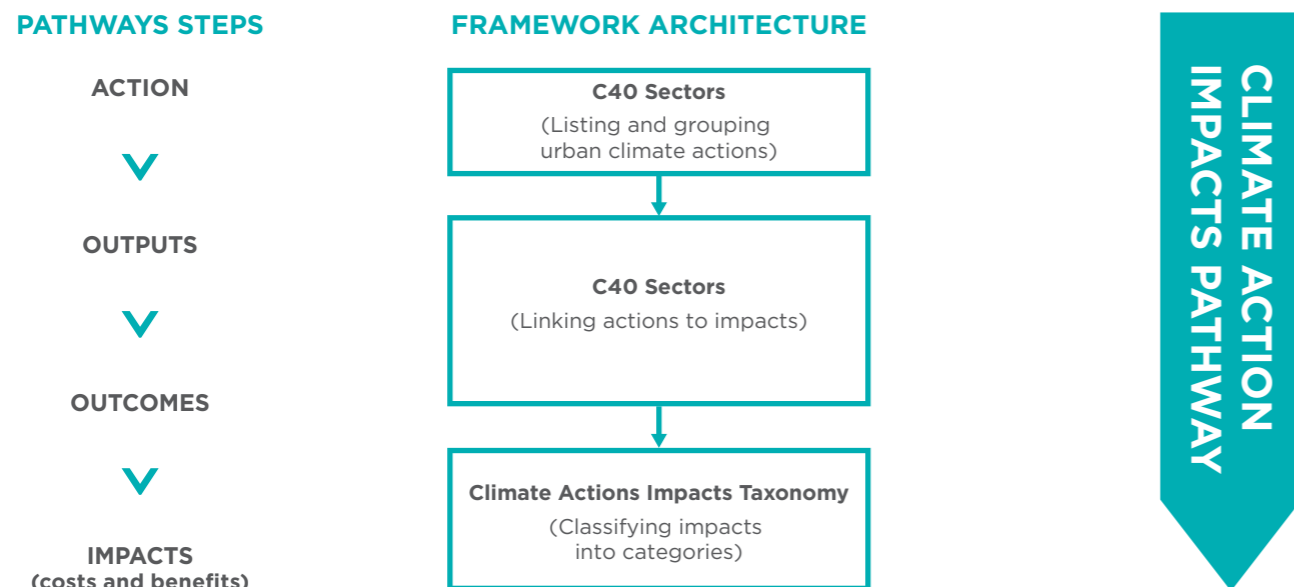 PATHWAYS STEPS
ACTION
OUTPUTS
OUTCOMES
IMPACTS
(costs and benefits)
FRAMEWORK ARCHITECTURE
C40 Sectors
(Listing and grouping
urban climate actions)
C40 Sectors
(Linking actions to impacts)
Climate Actions Impacts Taxonomy
(Classifying impacts
into categories)
CLIMATE ACTION
IMPACTS PATHWAY